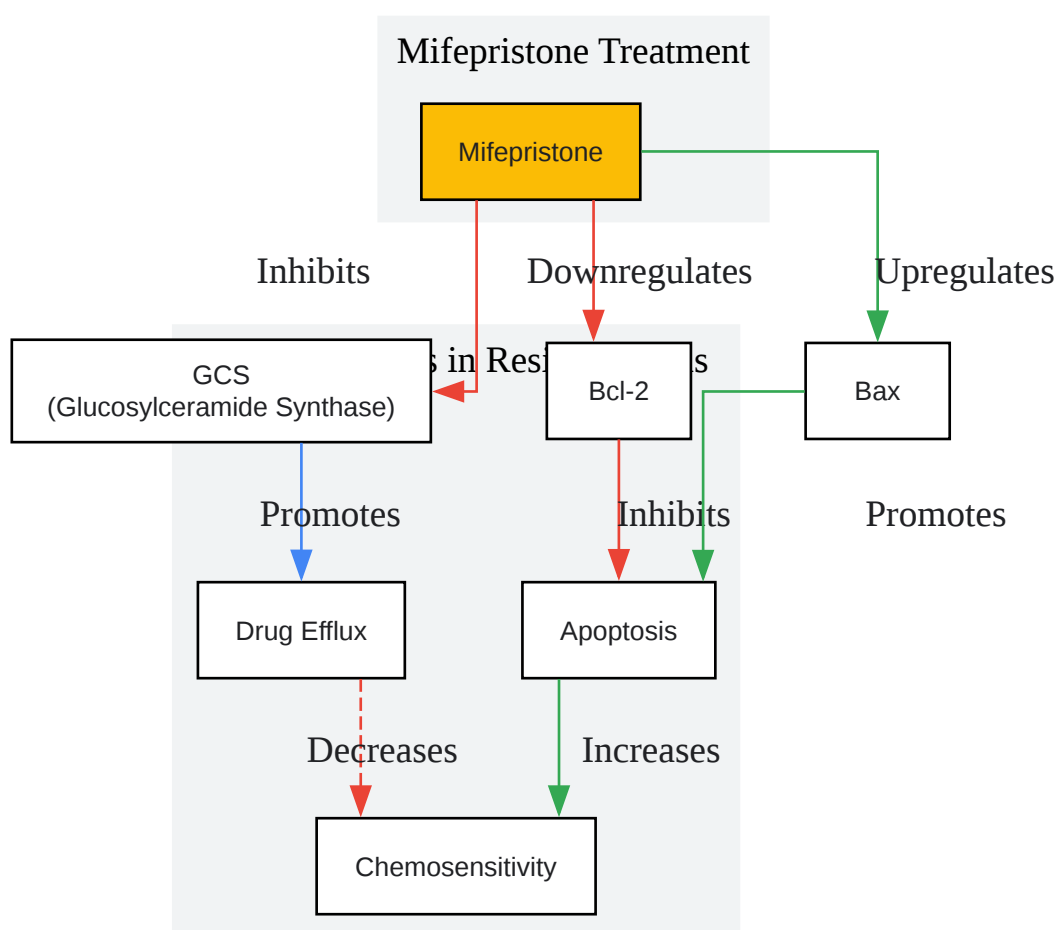 Mifepristone Treatment
Mifepristone
Inhibits
Downregulates
Upregulates
in
GCS
(Glucosylceramide Synthase)
Bcl-2
Bax
Promotes
Inhibits
Promotes
Drug Efflux
Apoptosis
Decreases
Increases
Chemosensitivity